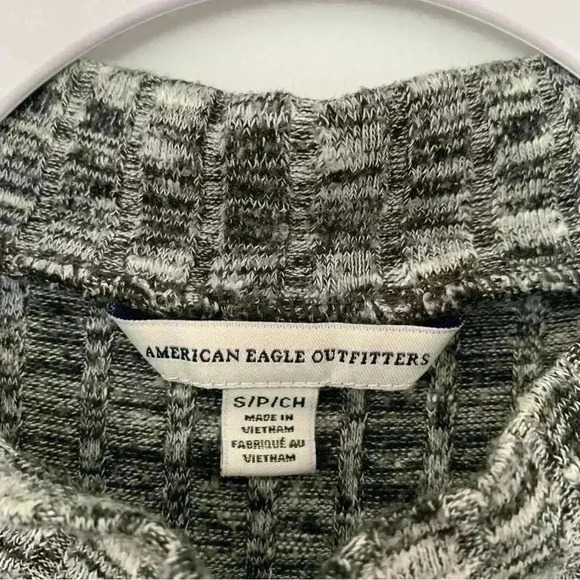 AMERICAN EAGLE OUTFITTERS
S/P/CH
MADE IN
VIETNAM
FABRIQUÉ AU
VIETNAM